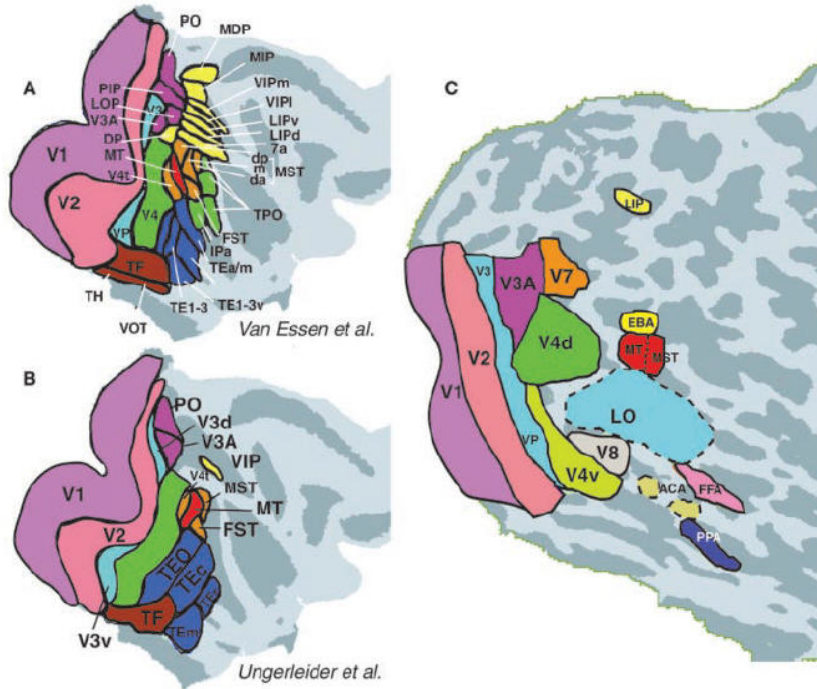 A
PO
MDP
MIP
VIPm
VIPl
LIPv
LIPd
7a
dp
m
da
MST
TPO
FST
IPa
TEa/m
TE1-3v
TE1-3
VOT
TH
PIP
LOP
V3
V3A
DP
MT
V4t
V1
V2
VP
V4
TF
Van Essen et al.
B
PO
V3d
V3A
VIP
V4t
MST
MT
FST
V1
V2
TEO
TEc
TEr
TEm
TF
V3v
Ungerleider et al.
C
LIP
V3
V3A
V7
EBA
MT
MST
V4d
V2
V1
LO
VP
V8
V4v
ACA
FFA
PPA